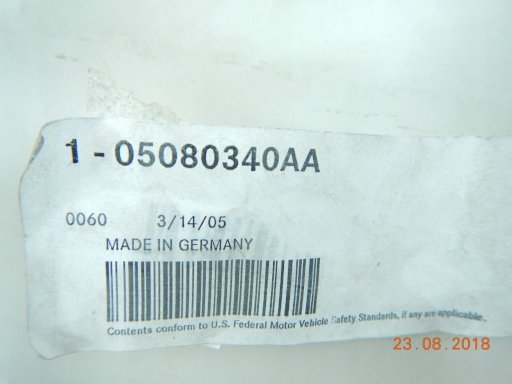 1 - 05080340AA
0060 3/14/05
MADE IN GERMANY
Contents conform to U.S. Federal Motor Vehicle Safety Standards, if any are applicable.
23.08.2018